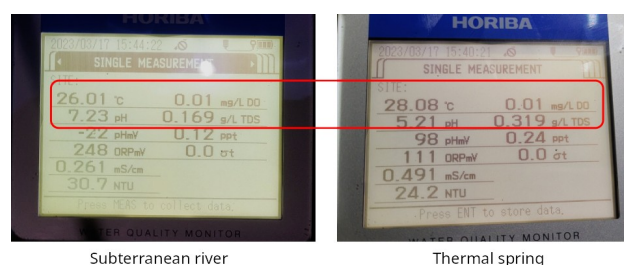 HORIBA
2023/03/17 15:44:22
SINGLE MEASUREMENT
SITE:
26.01 °C 0.01 mg/L DO
7.23 pH 0.169 g/L TDS
-22 pHmV 0.12 ppt
248 ORPmV 0.0 σt
0.261 mS/cm
30.7 NTU
Press MEAS to collect data.
WATER QUALITY MONITOR
Subterranean river
HORIBA
2023/03/17 15:40:21
SINGLE MEASUREMENT
SITE:
28.08 °C 0.01 mg/L DO
5.21 pH 0.319 g/L TDS
98 pHmV 0.24 ppt
111 ORPmV 0.0 σt
0.491 mS/cm
24.2 NTU
Press ENT to store data.
WATER QUALITY MONITOR
Thermal spring